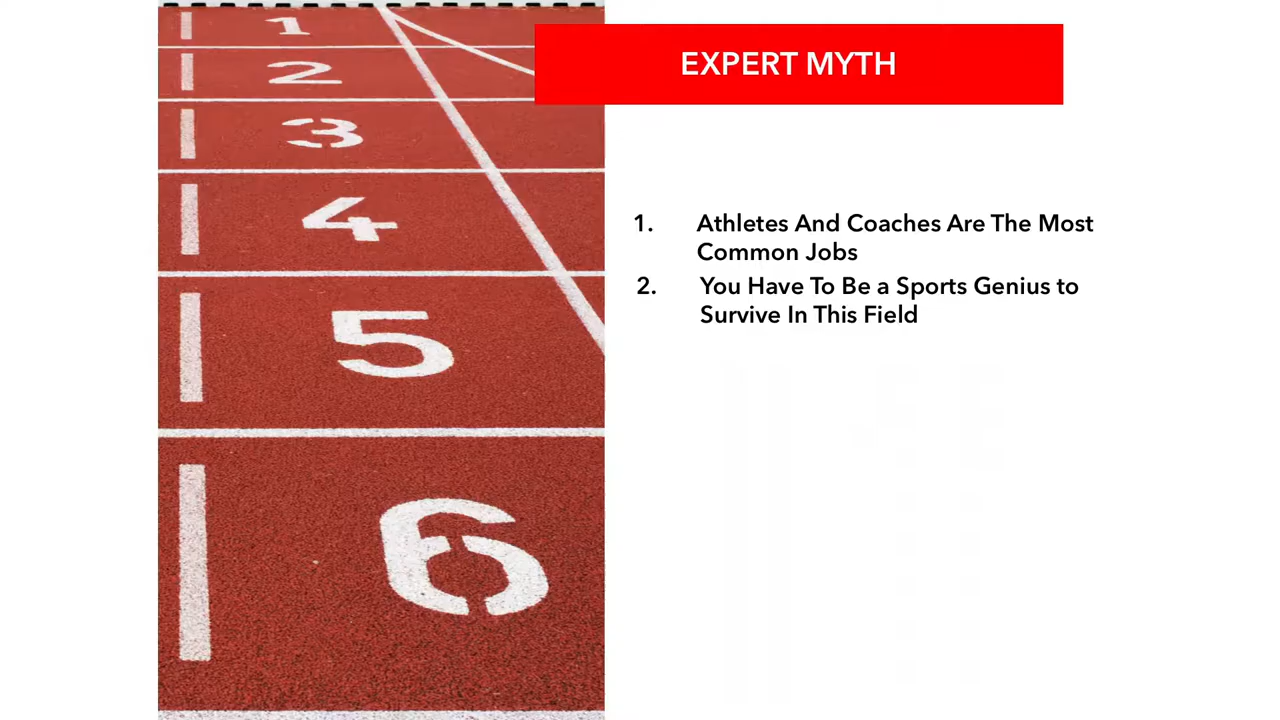 EXPERT MYTH
1
2
3
4
5
6
1. Athletes And Coaches Are The Most
Common Jobs
2. You Have To Be a Sports Genius to
Survive In This Field